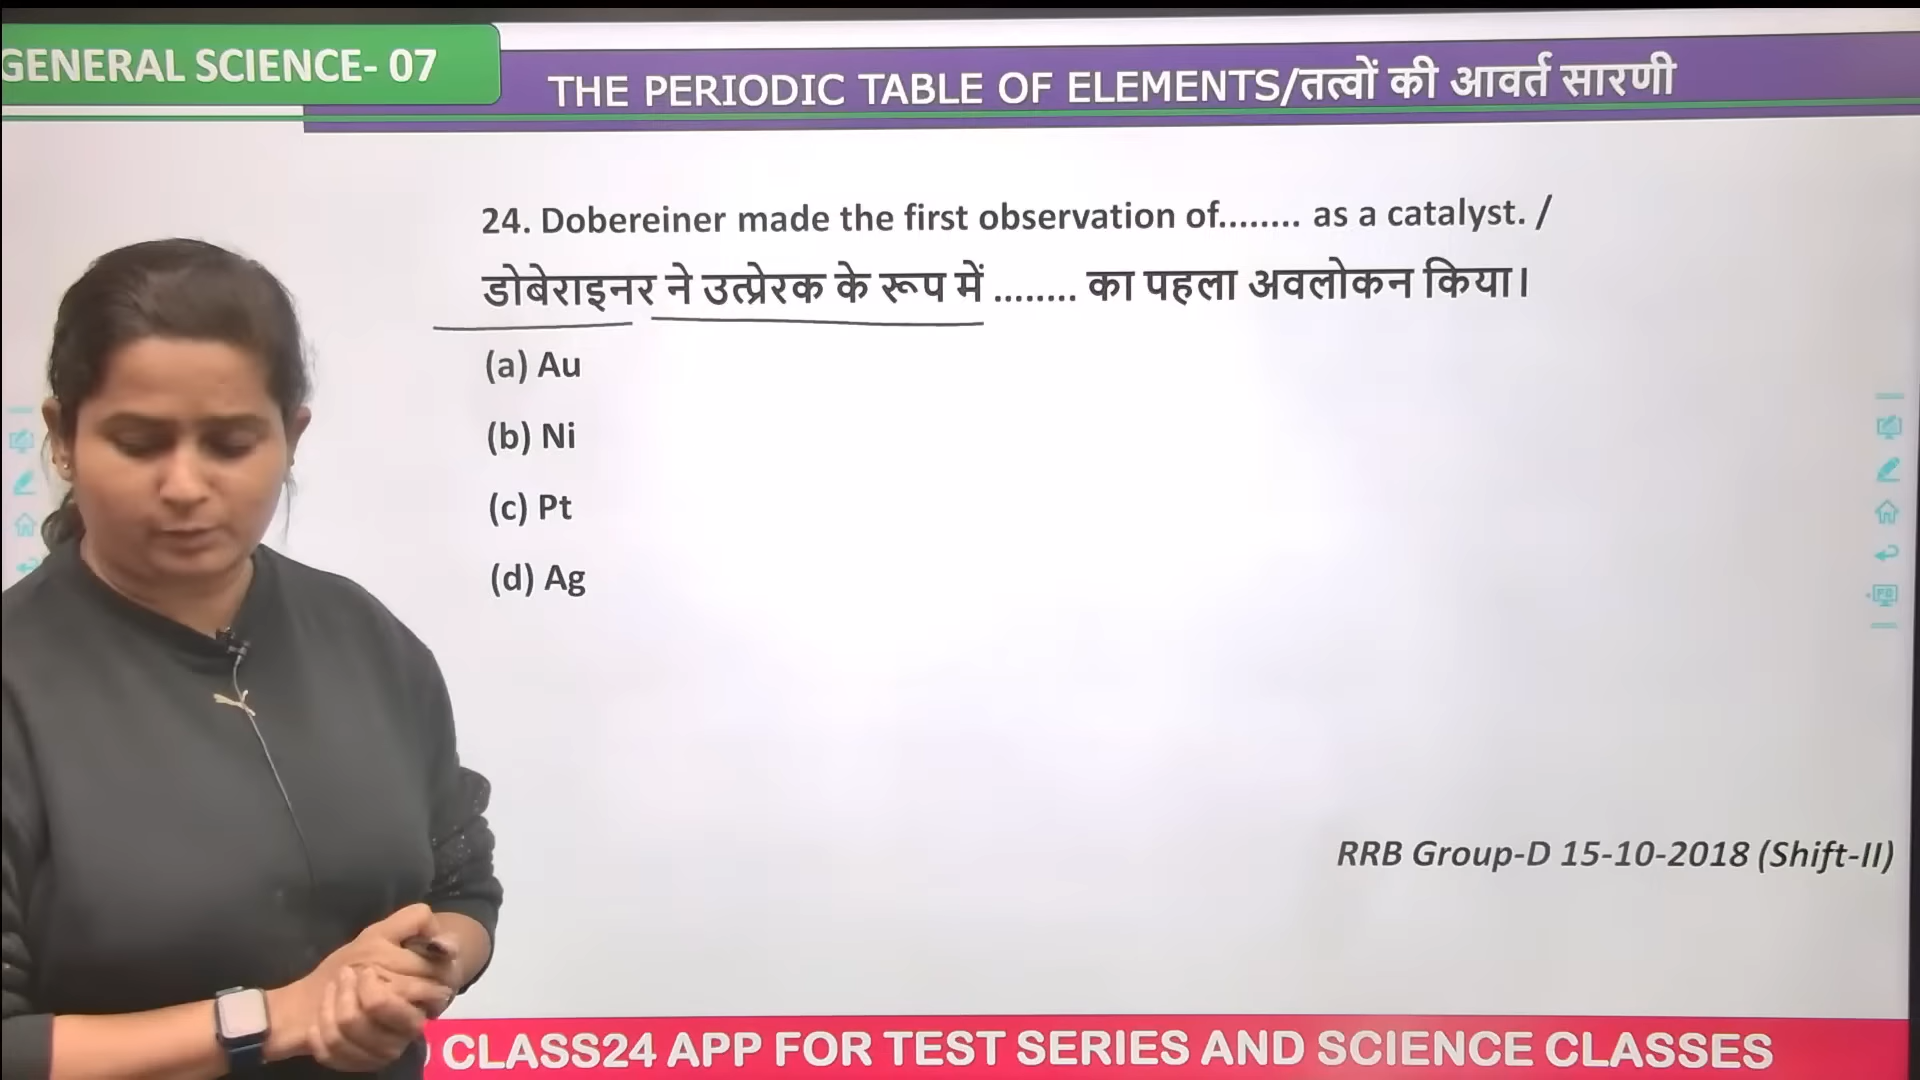 GENERAL SCIENCE- 07
THE PERIODIC TABLE OF ELEMENTS/तत्वों की आवर्त सारणी
24. Dobereiner made the first observation of........ as a catalyst. /
डोबेराइनर ने उत्प्रेरक के रूप में ........ का पहला अवलोकन किया।
(a) Au
(b) Ni
(c) Pt
(d) Ag
RRB Group-D 15-10-2018 (Shift-II)
CLASS24 APP FOR TEST SERIES AND SCIENCE CLASSES